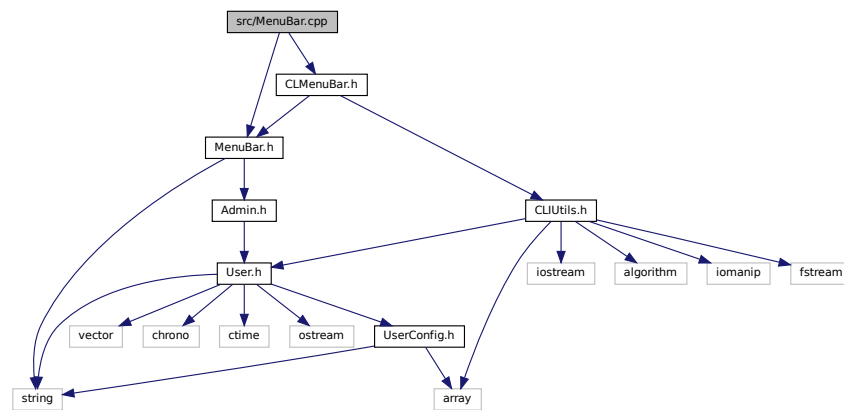 src/MenuBar.cpp
CLMenuBar.h
MenuBar.h
Admin.h
CLIUtils.h
User.h
iostream
algorithm
iomanip
fstream
vector
chrono
ctime
ostream
UserConfig.h
string
array